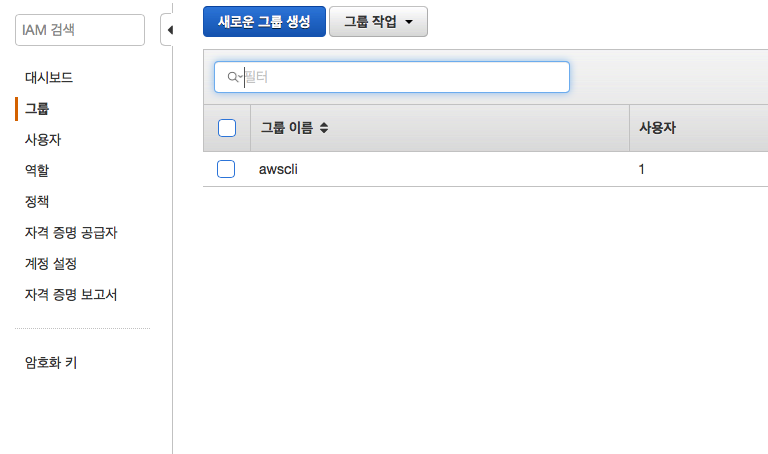 IAM 검색
대시보드
그룹
사용자
역할
정책
자격 증명 공급자
계정 설정
자격 증명 보고서
암호화 키
새로운 그룹 생성
그룹 작업
필터
그룹 이름
사용자
awscli
1